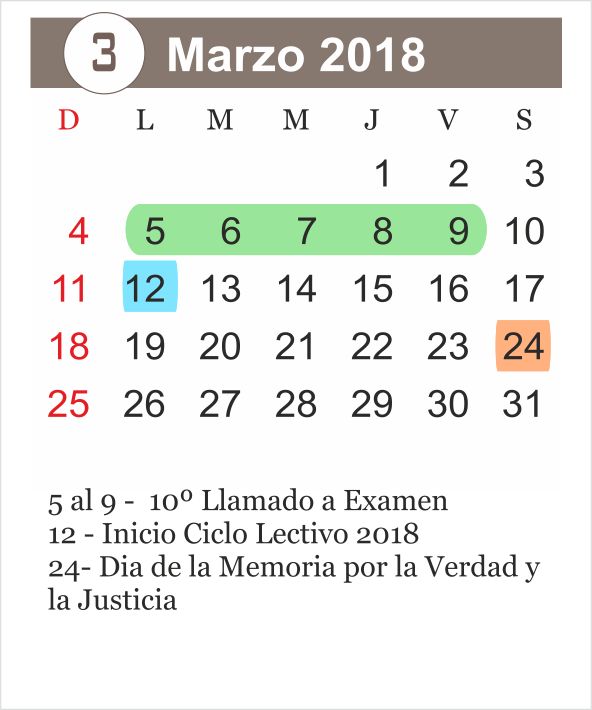 3 Marzo 2018
D L M M J V S
1 2 3
4 5 6 7 8 9 10
11 12 13 14 15 16 17
18 19 20 21 22 23 24
25 26 27 28 29 30 31
5 al 9 - 10º Llamado a Examen
12 - Inicio Ciclo Lectivo 2018
24- Dia de la Memoria por la Verdad y
la Justicia